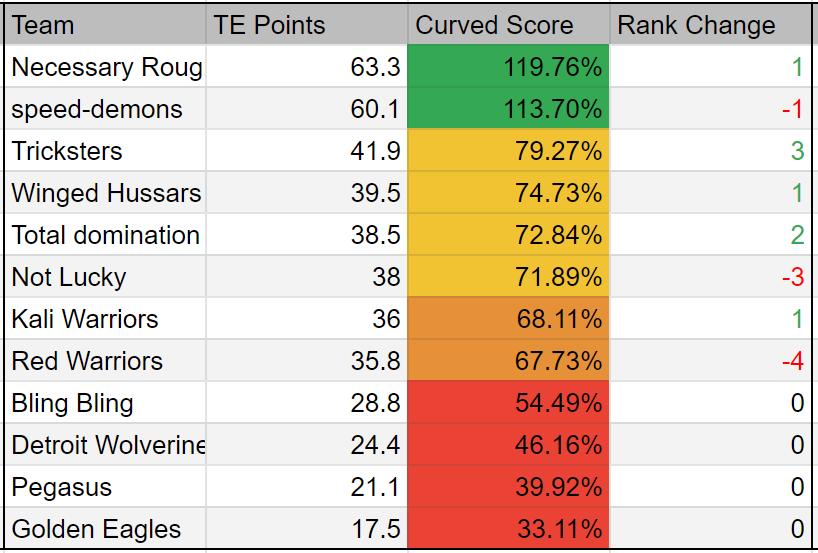 Team TE Points Curved Score Rank Change
Necessary Roug 63.3 119.76% 1
speed-demons 60.1 113.70% -1
Tricksters 41.9 79.27% 3
Winged Hussars 39.5 74.73% 1
Total domination 38.5 72.84% 2
Not Lucky 38 71.89% -3
Kali Warriors 36 68.11% 1
Red Warriors 35.8 67.73% -4
Bling Bling 28.8 54.49% 0
Detroit Wolverine 24.4 46.16% 0
Pegasus 21.1 39.92% 0
Golden Eagles 17.5 33.11% 0